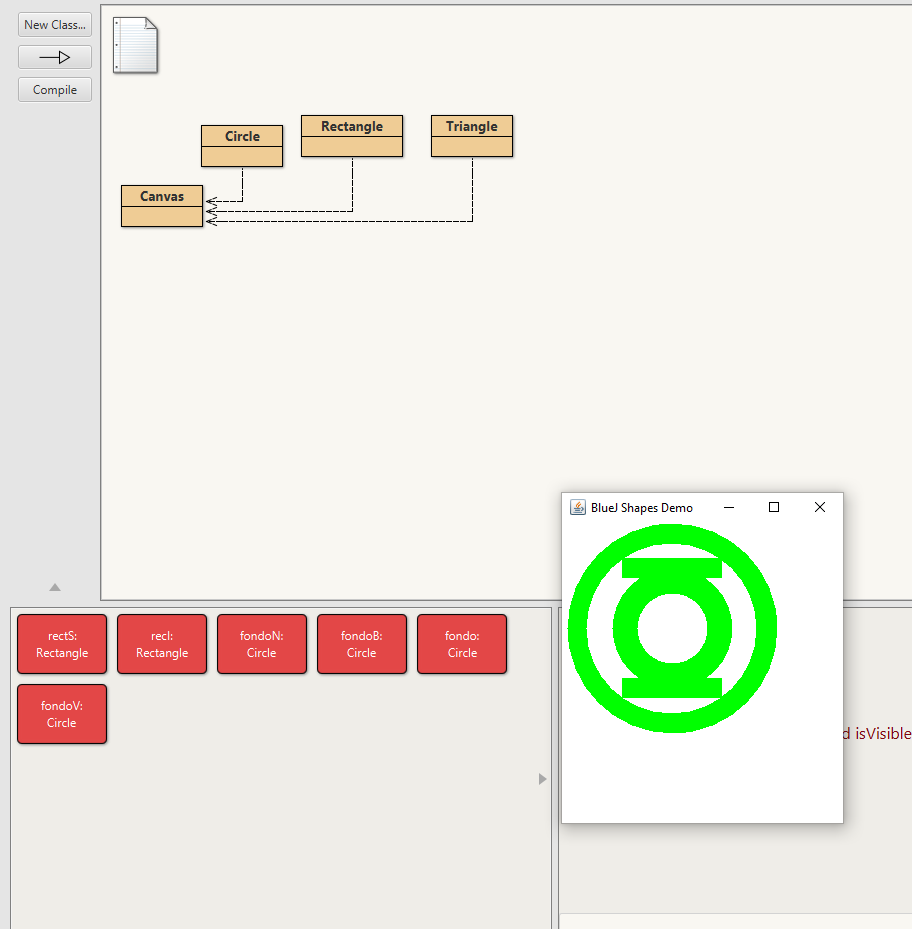 New Class...
Compile
Circle
Rectangle
Triangle
Canvas
BlueJ Shapes Demo
rectS:
Rectangle
recI:
Rectangle
fondoN:
Circle
fondoB:
Circle
fondo:
Circle
fondoV:
Circle
d isVisible